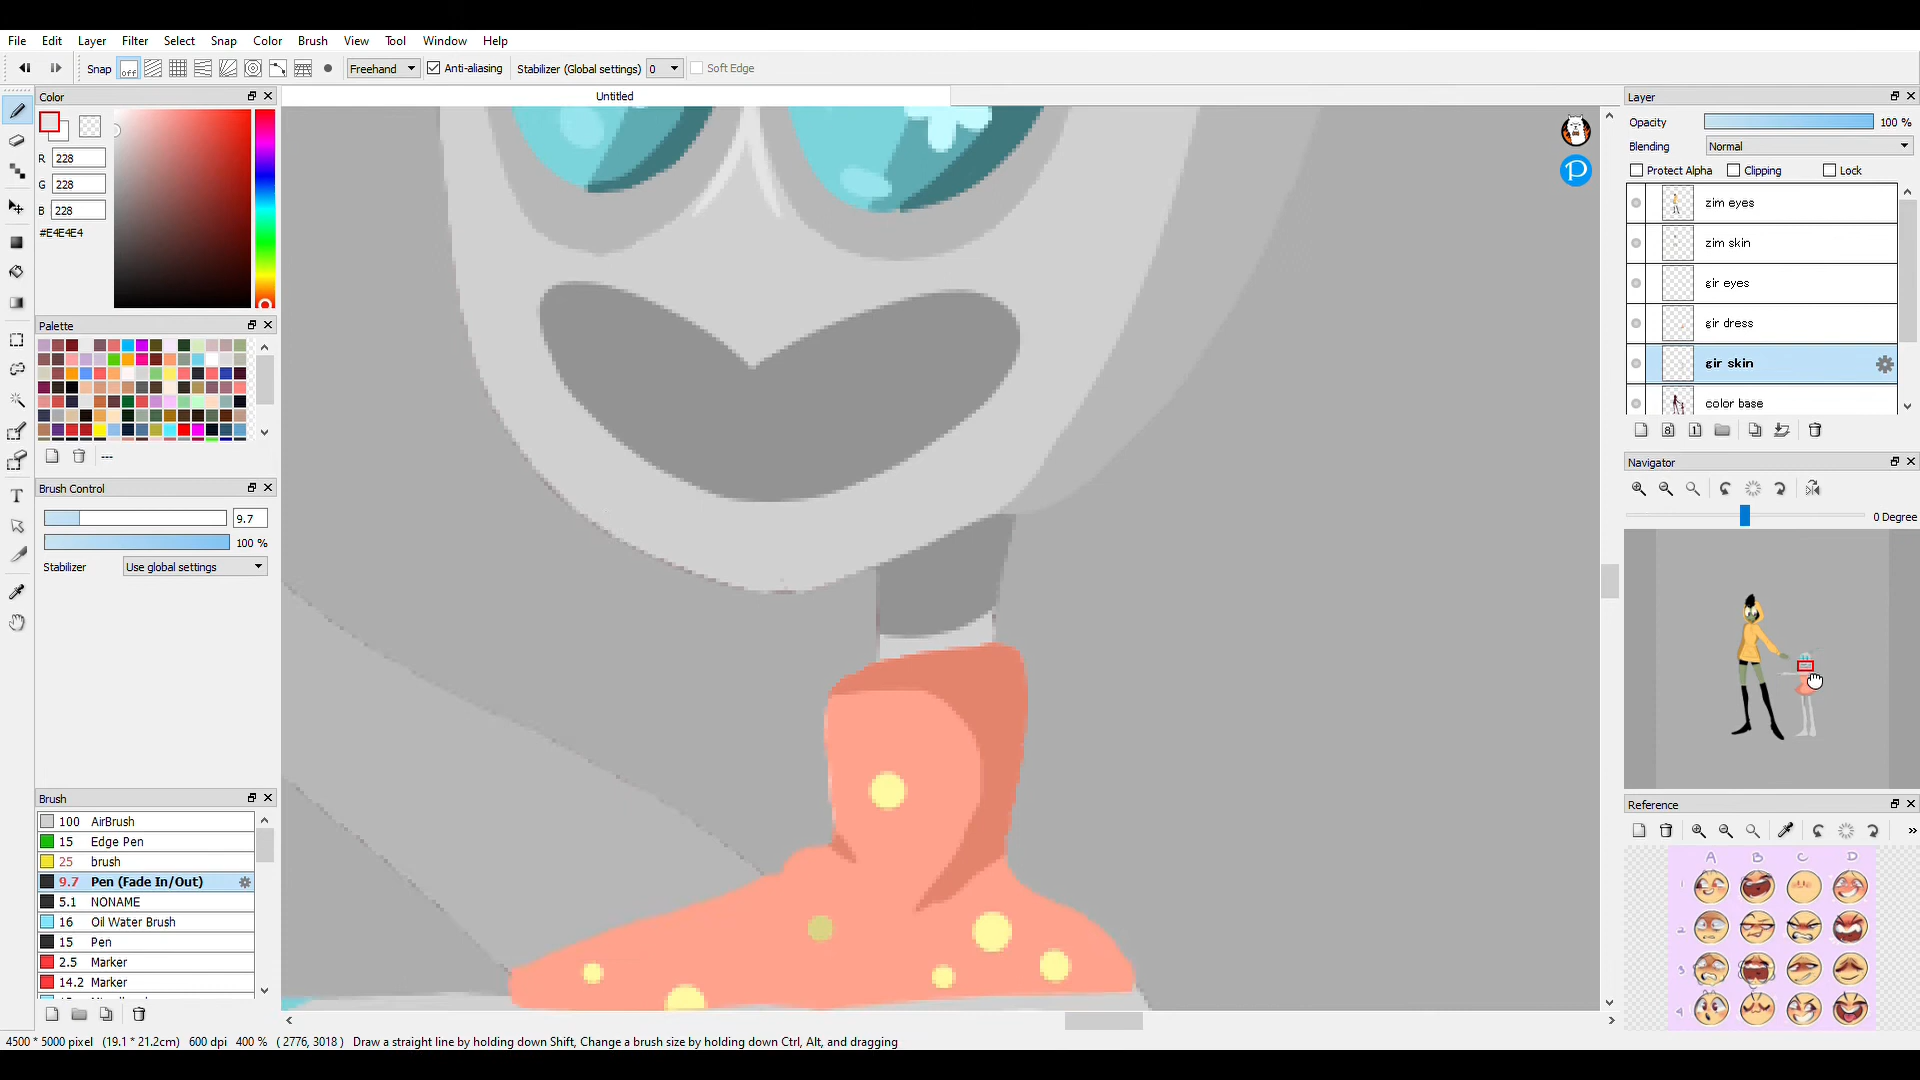 File Edit Layer Filter Select Snap Color Brush View Tool Window Help
Snap off Freehand Anti-aliasing Stabilizer (Global settings) 0 Soft Edge
Color
Untitled
Layer
R 228
G 228
B 228
#E4E4E4
Opacity 100 %
Blending Normal
Protect Alpha Clipping Lock
zim eyes
zim skin
gir eyes
gir dress
gir skin
color base
Palette
---
Brush Control
9.7
100 %
Stabilizer Use global settings
Navigator
0 Degree
Brush
100 AirBrush
15 Edge Pen
25 brush
9.7 Pen (Fade In/Out)
5.1 NONAME
16 Oil Water Brush
15 Pen
2.5 Marker
14.2 Marker
Reference
A B C D
1
2
3
4
4500 * 5000 pixel (19.1 * 21.2cm) 600 dpi 400 % ( 2776, 3018 ) Draw a straight line by holding down Shift, Change a brush size by holding down Ctrl, Alt, and dragging